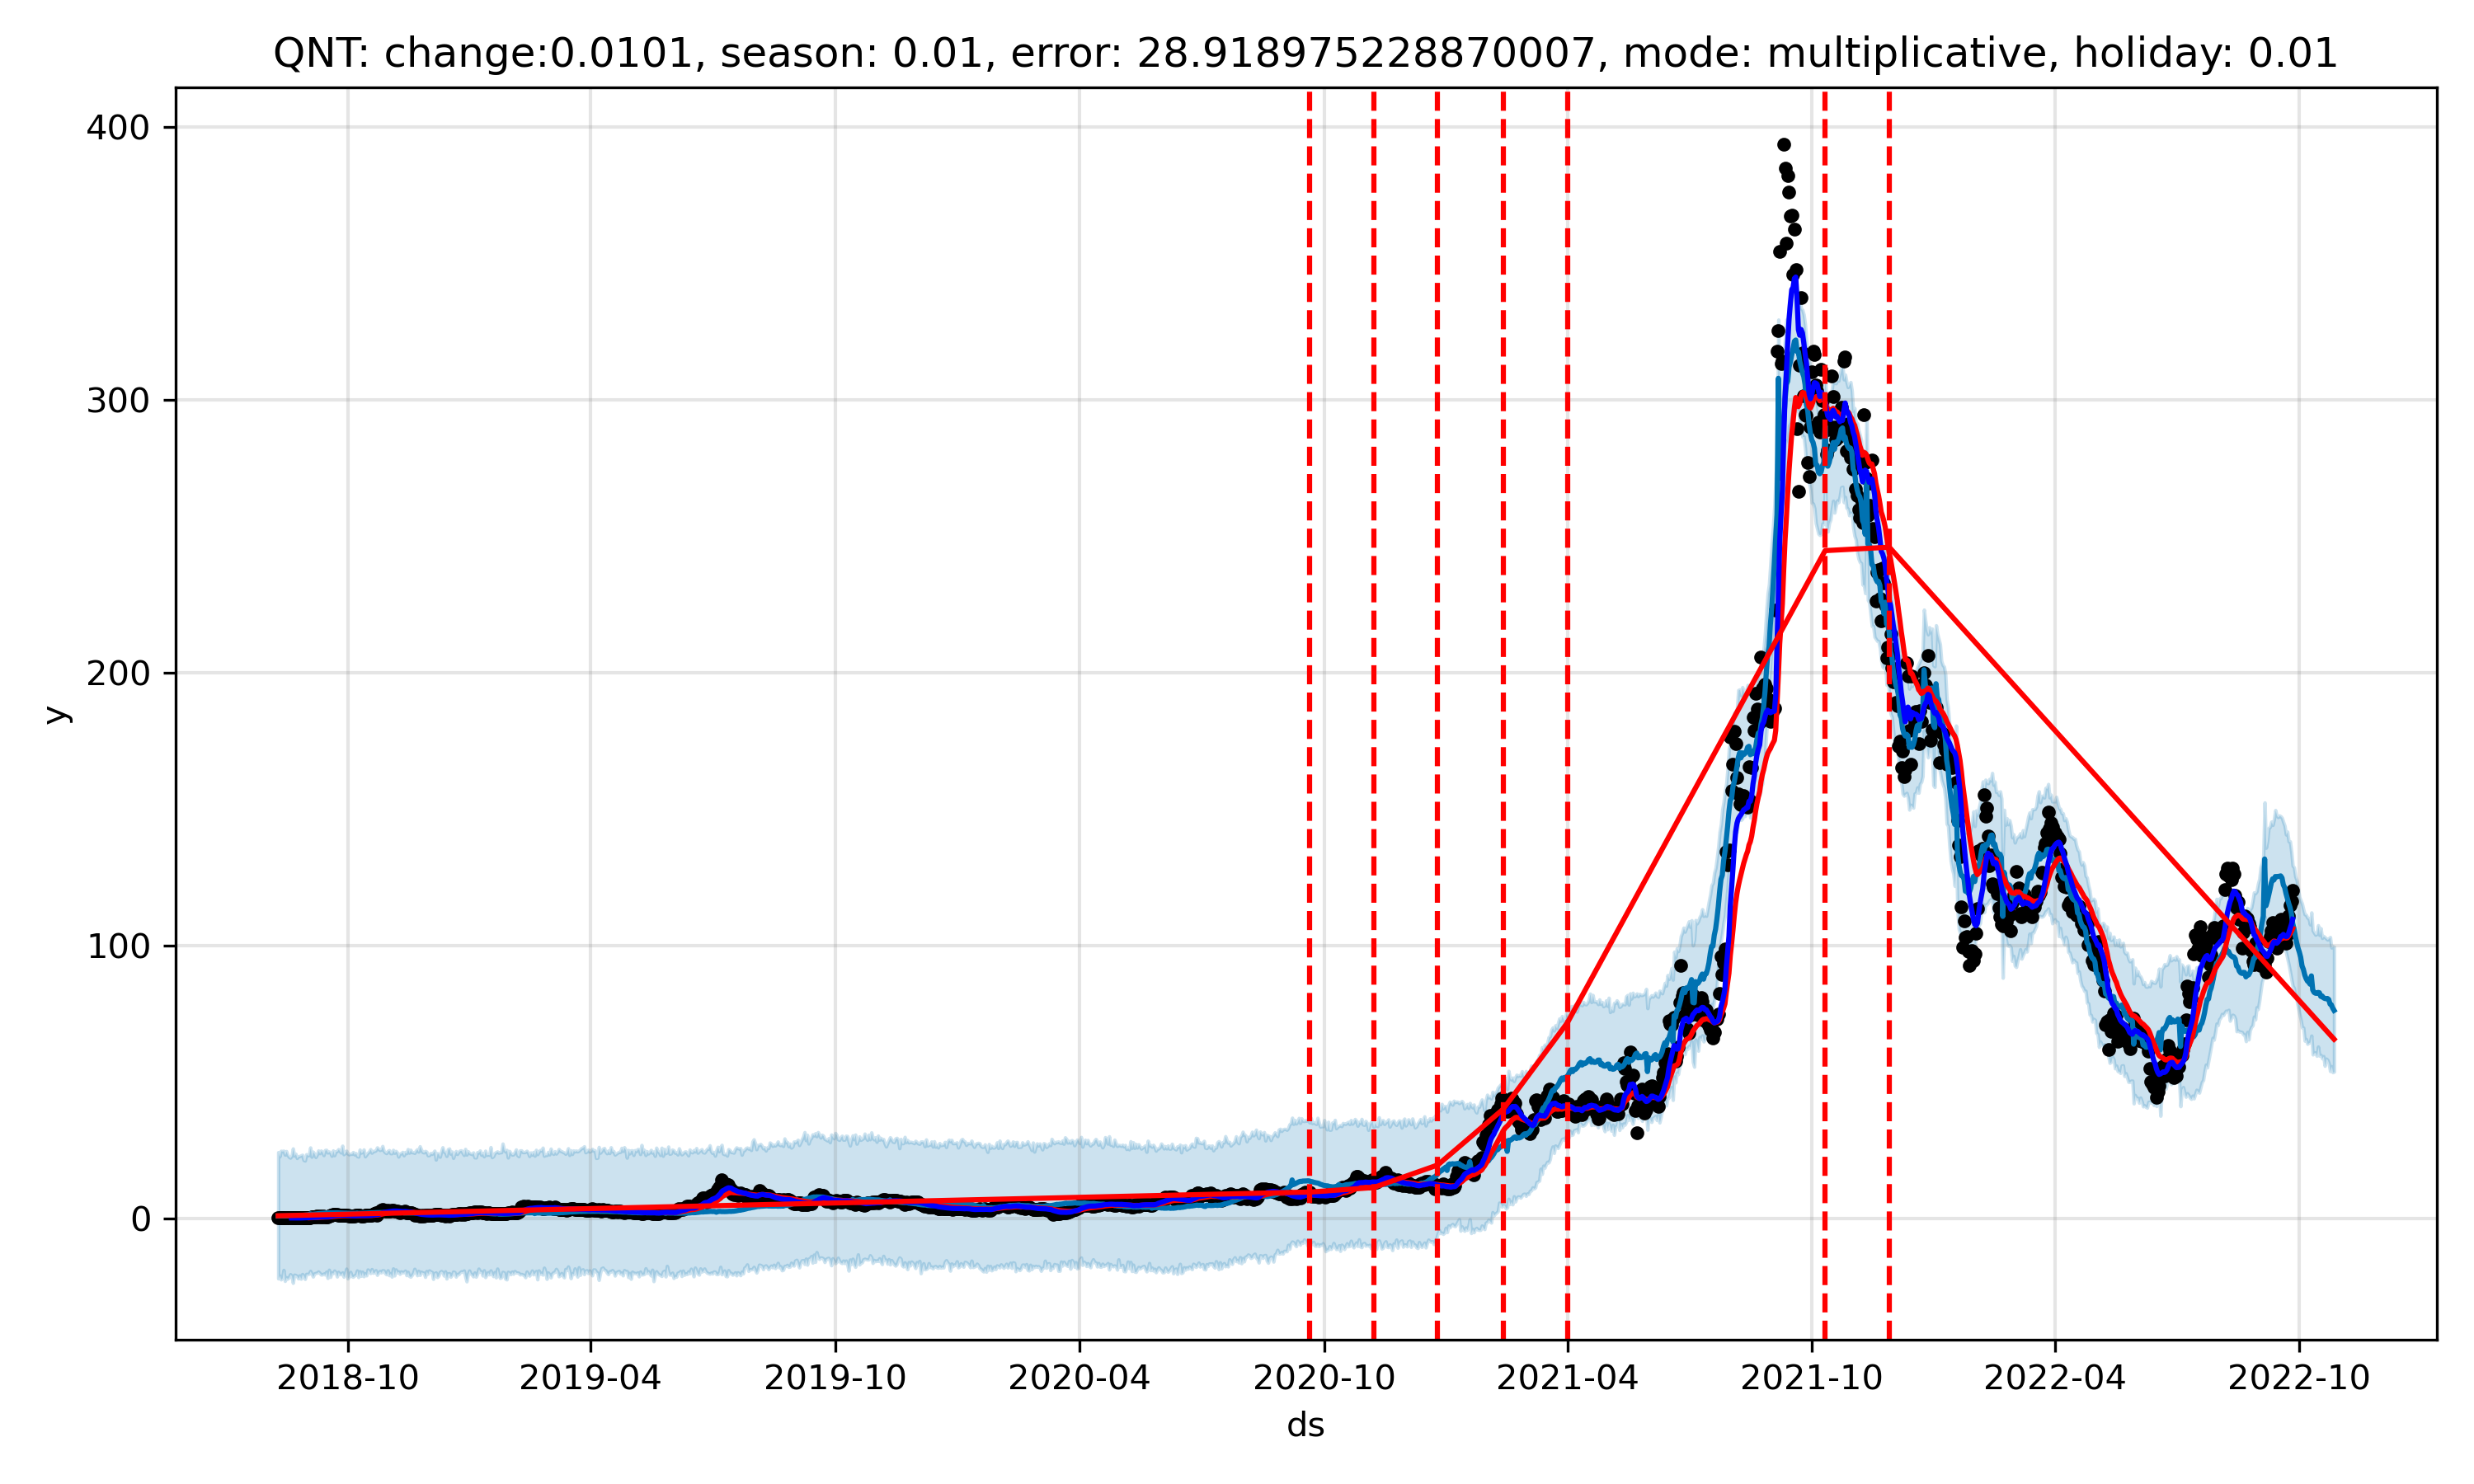 QNT: change:0.0101, season: 0.01, error: 28.918975228870007, mode: multiplicative, holiday: 0.01
400
300
200
100
0
y
2018-10 2019-04 2019-10 2020-04 2020-10 2021-04 2021-10 2022-04 2022-10
ds